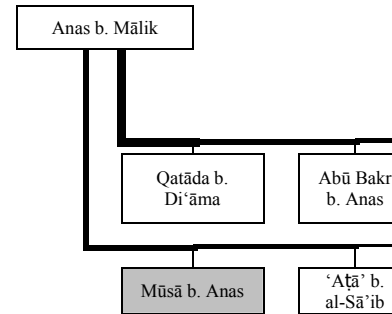 Anas b. Mālik
Qatāda b.
Di‘āma
Abū Bakr
b. Anas
Mūsā b. Anas
‘Aṭā’ b.
al-Sā’ib